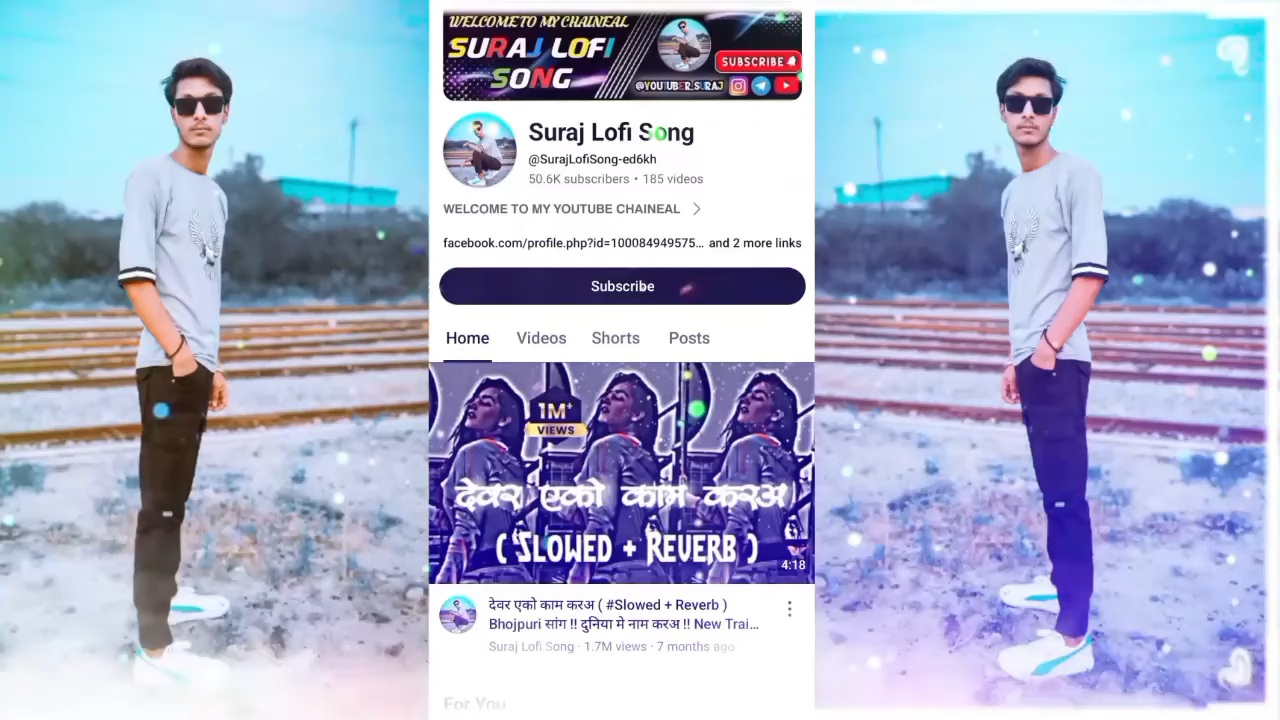 WELCOME TO MY CHAINEAL
SURAJ LOFI
SONG
SUBSCRIBE
@YOUTUBER.SURAJ
Suraj Lofi Song
@SurajLofiSong-ed6kh
50.6K subscribers • 185 videos
WELCOME TO MY YOUTUBE CHAINEAL
facebook.com/profile.php?id=100084949575... and 2 more links
Subscribe
Home Videos Shorts Posts
1M+
VIEWS
देवर एको काम करअ
( SLOWED + REVERB )
4:18
देवर एको काम करअ ( #Slowed + Reverb )
Bhojpuri सांग !! दुनिया मे नाम करअ !! New Trai...
Suraj Lofi Song · 1.7M views · 7 months ago
For You